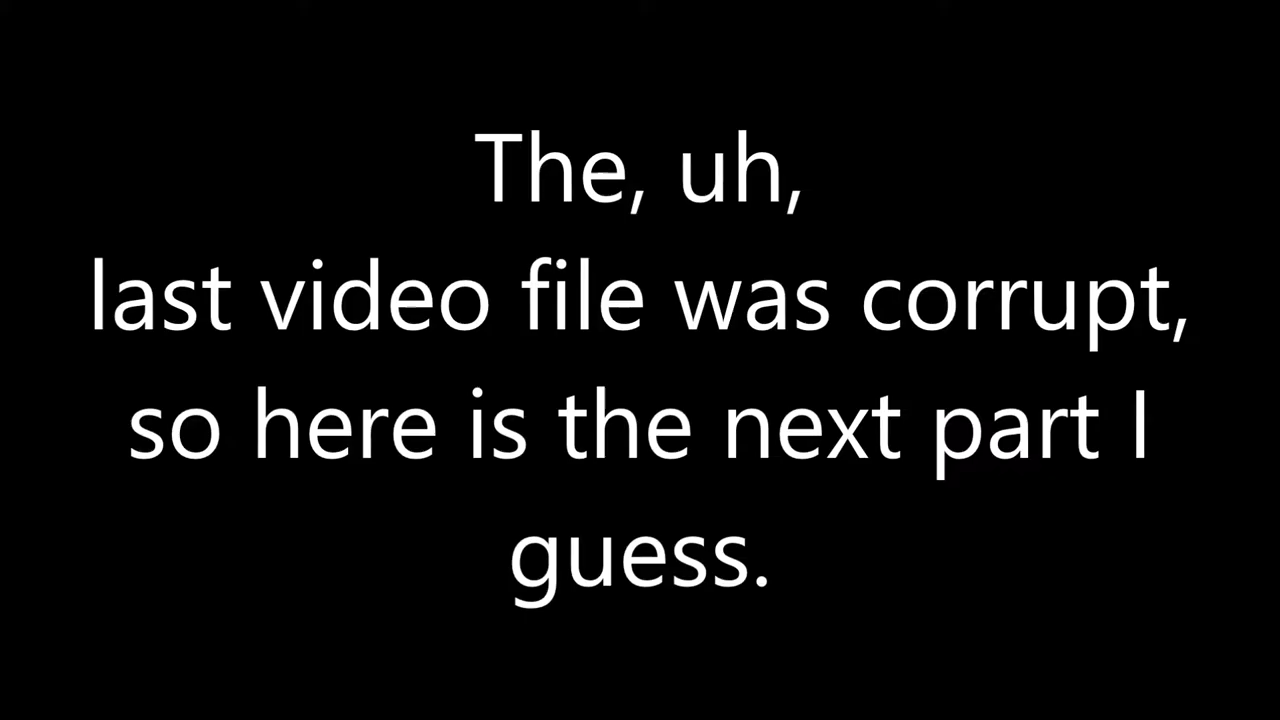 The, uh,
last video file was corrupt,
so here is the next part I
guess.